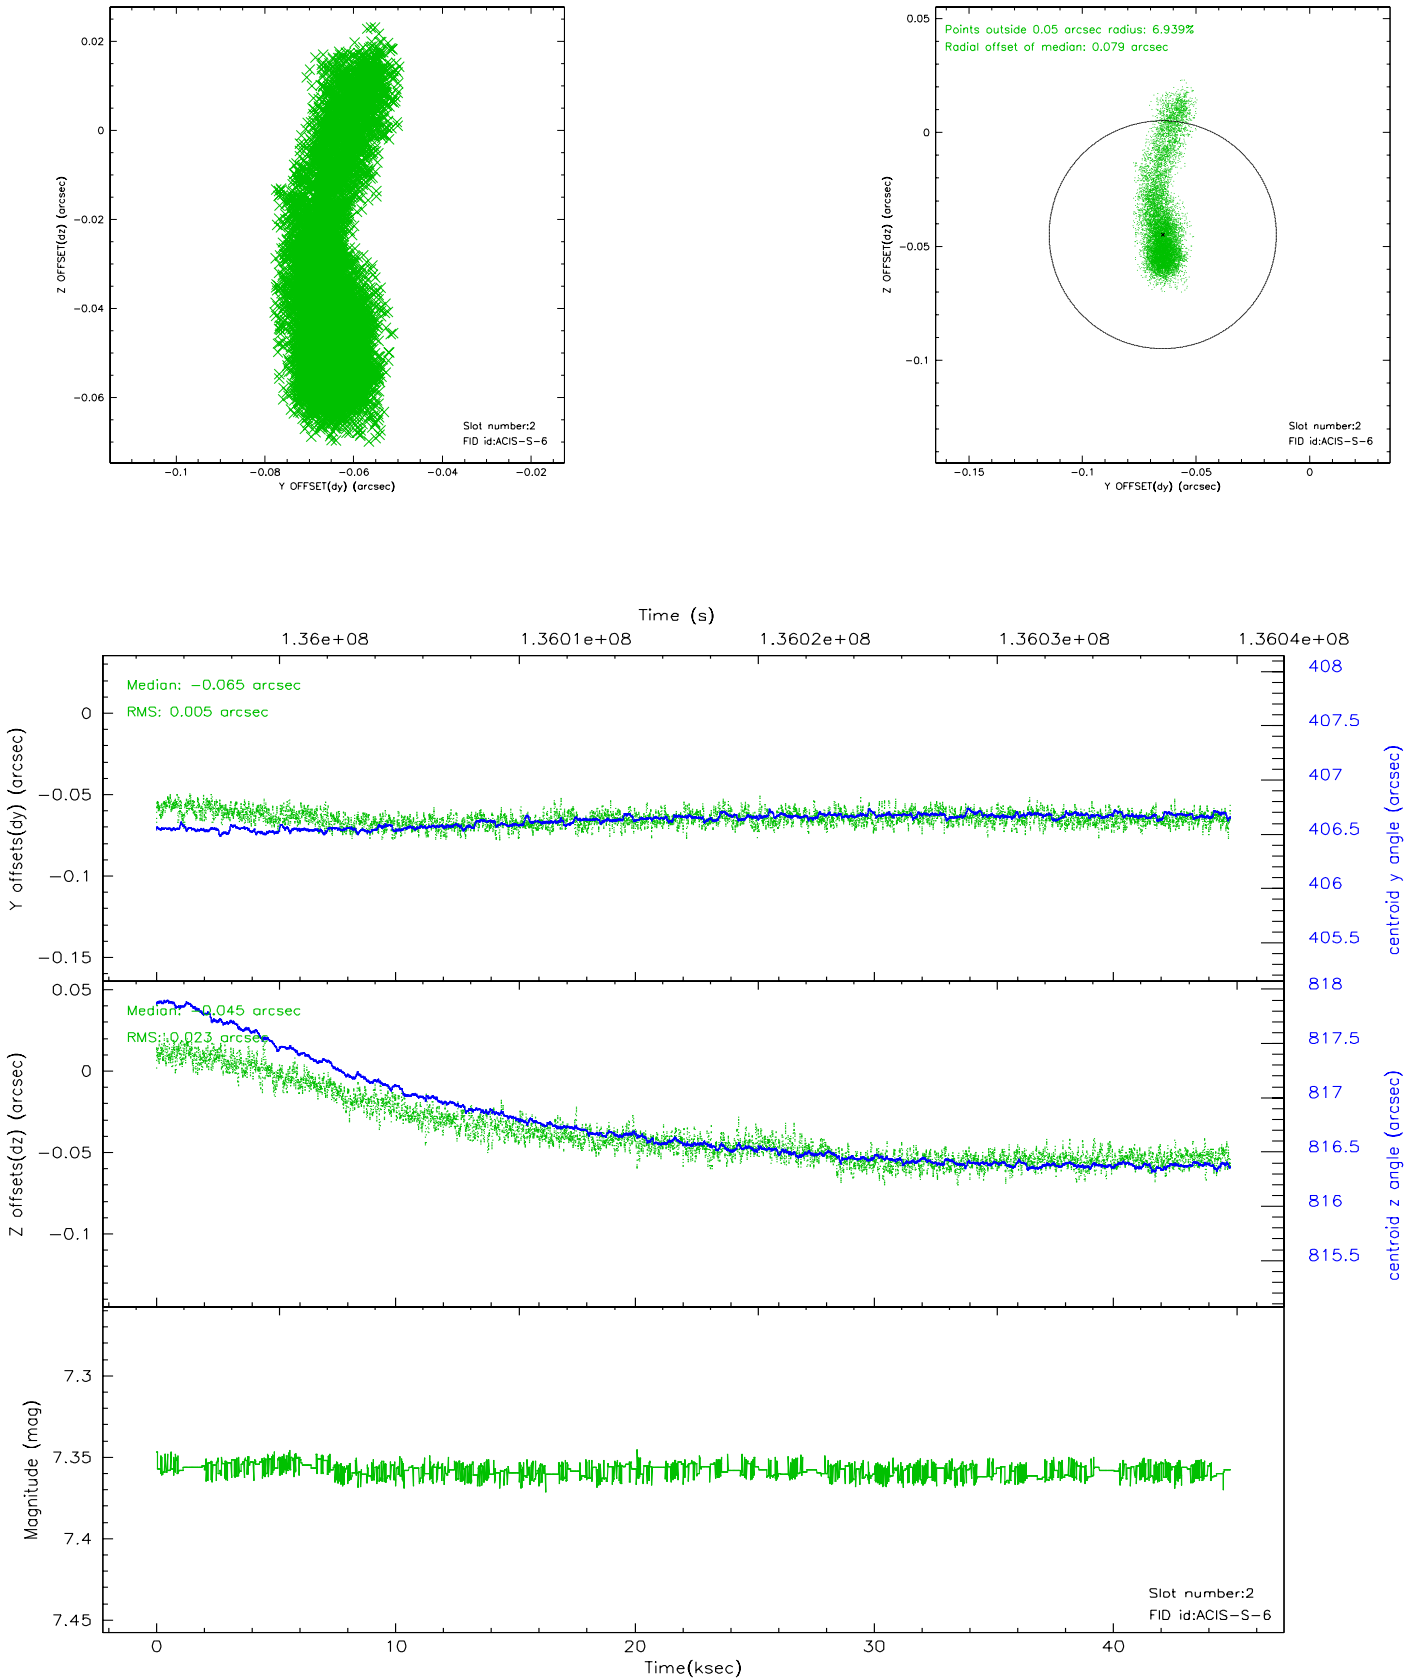 0.02
0
−0.02
−0.04
−0.06
Z OFFSET(dz) (arcsec)
Slot number:2
FID id:ACIS−S−6
−0.1
−0.08
−0.06
−0.04
−0.02
Y OFFSET(dy) (arcsec)
0.05
0
−0.05
−0.1
Z OFFSET(dz) (arcsec)
Points outside 0.05 arcsec radius: 6.939%
Radial offset of median: 0.079 arcsec
Slot number:2
FID id:ACIS−S−6
−0.15
−0.1
−0.05
0
Y OFFSET(dy) (arcsec)
Time (s)
1.36e+08
1.3601e+08
1.3602e+08
1.3603e+08
1.3604e+08
Median: −0.065 arcsec
RMS: 0.005 arcsec
0
−0.05
−0.1
−0.15
Y offsets(dy) (arcsec)
408
407.5
407
406.5
406
405.5
centroid y angle (arcsec)
Median: −0.045 arcsec
RMS: 0.023 arcsec
0.05
0
−0.05
−0.1
Z offsets(dz) (arcsec)
818
817.5
817
816.5
816
815.5
centroid z angle (arcsec)
7.3
7.35
7.4
7.45
Magnitude (mag)
Slot number:2
FID id:ACIS−S−6
0
10
20
30
40
Time(ksec)